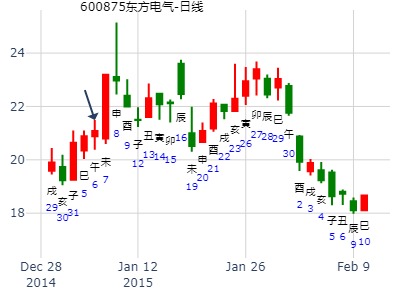 600875东方电气-日线
24
22
20
18
戌
29
亥
30
子
31
巳
5
午
6
未
7
申
8
酉
9
子
12
丑
13
寅
14
卯
15
辰
16
未
19
申
20
酉
21
戌
22
亥
23
寅
26
卯
27
辰
28
巳
29
午
30
酉
2
戌
3
亥
4
子
5
丑
6
辰
9
巳
10
Dec 28
2014
Jan 12
2015
Jan 26
Feb 9